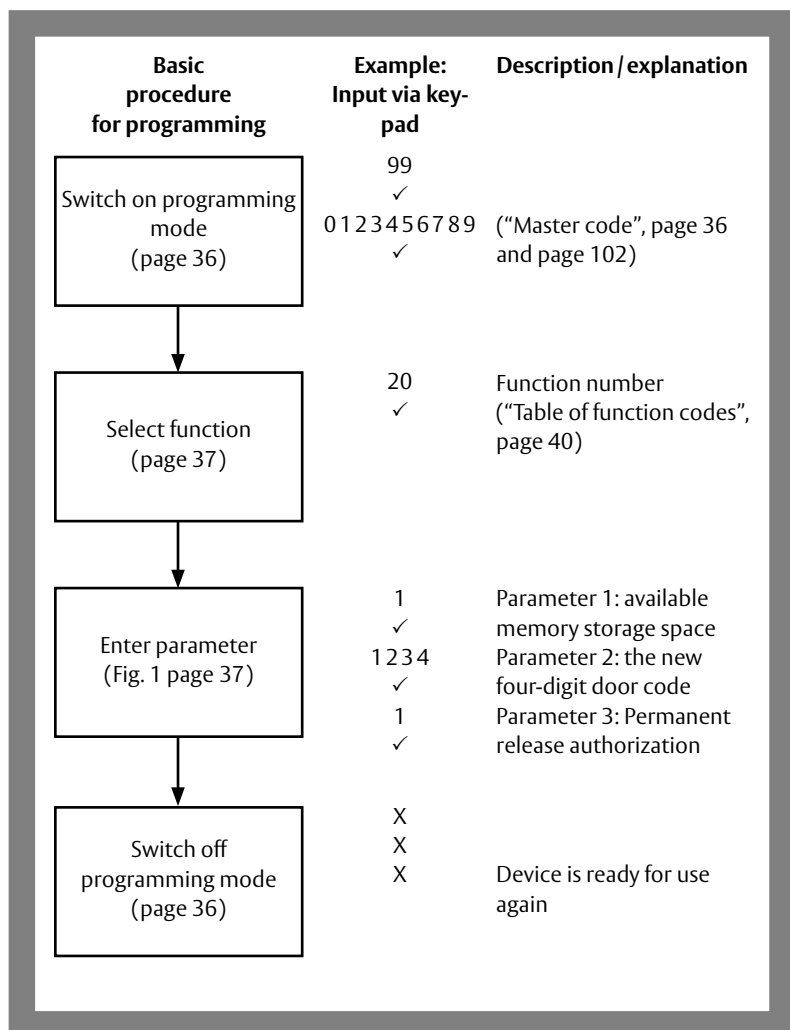 Basic
procedure
for programming
Example:
Input via key-
pad
Description / explanation
Switch on programming
mode
(page 36)
99
✓
0 1 2 3 4 5 6 7 8 9
✓
(“Master code”, page 36
and page 102)
Select function
(page 37)
20
✓
Function number
(“Table of function codes”,
page 40)
Enter parameter
(Fig. 1 page 37)
1
✓
1 2 3 4
✓
1
✓
Parameter 1: available
memory storage space
Parameter 2: the new
four-digit door code
Parameter 3: Permanent
release authorization
Switch off
programming mode
(page 36)
X
X
X
Device is ready for use
again